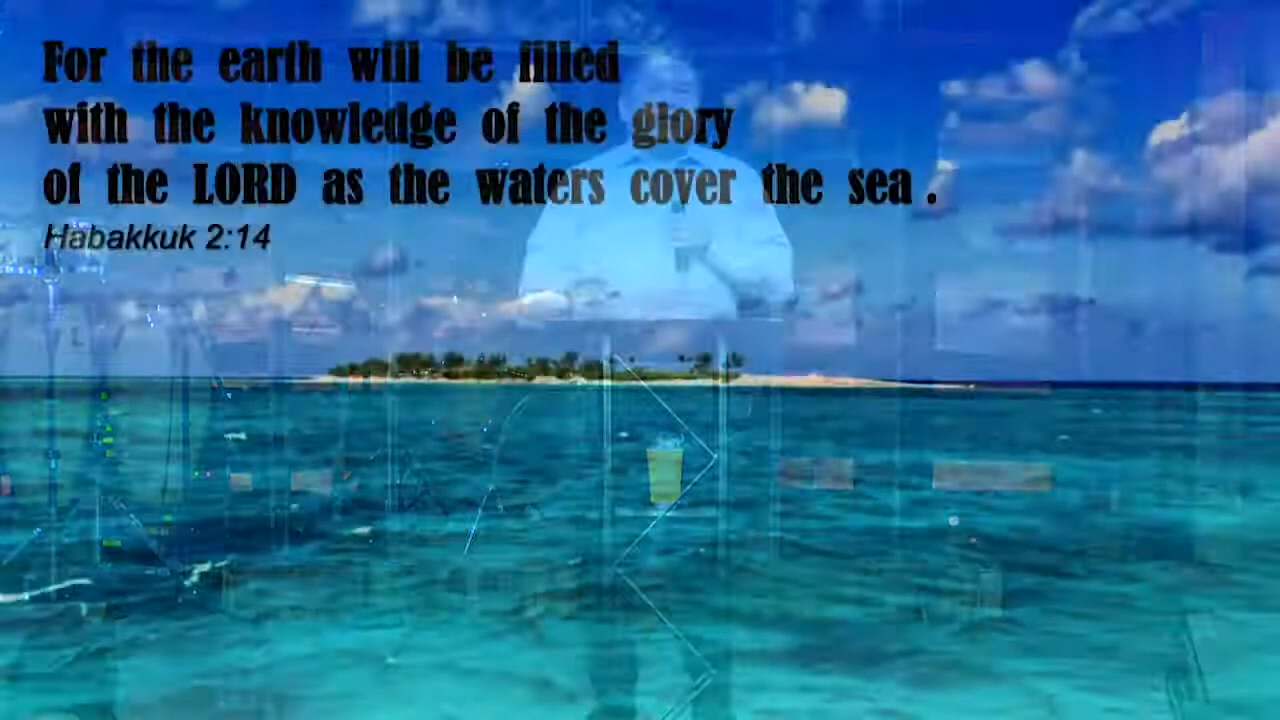 For the earth will be filled
with the knowledge of the glory
of the LORD as the waters cover the sea .
Habakkuk 2:14